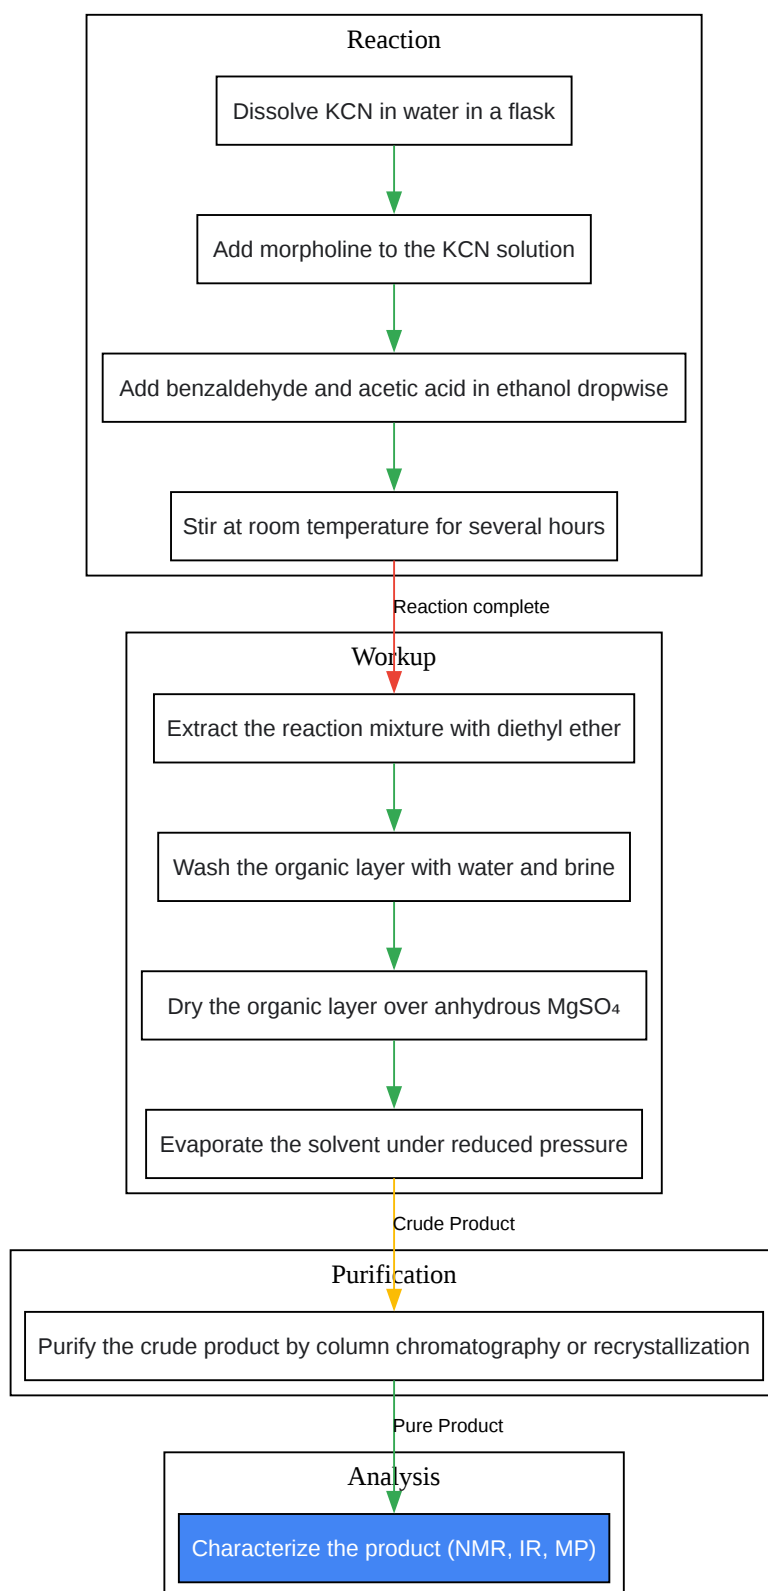 Reaction
Dissolve KCN in water in a flask
Add morpholine to the KCN solution
Add benzaldehyde and acetic acid in ethanol dropwise
Stir at room temperature for several hours
Reaction complete
Workup
Extract the reaction mixture with diethyl ether
Wash the organic layer with water and brine
Dry the organic layer over anhydrous MgSO₄
Evaporate the solvent under reduced pressure
Crude Product
Purification
Purify the crude product by column chromatography or recrystallization
Pure Product
Analysis
Characterize the product (NMR, IR, MP)